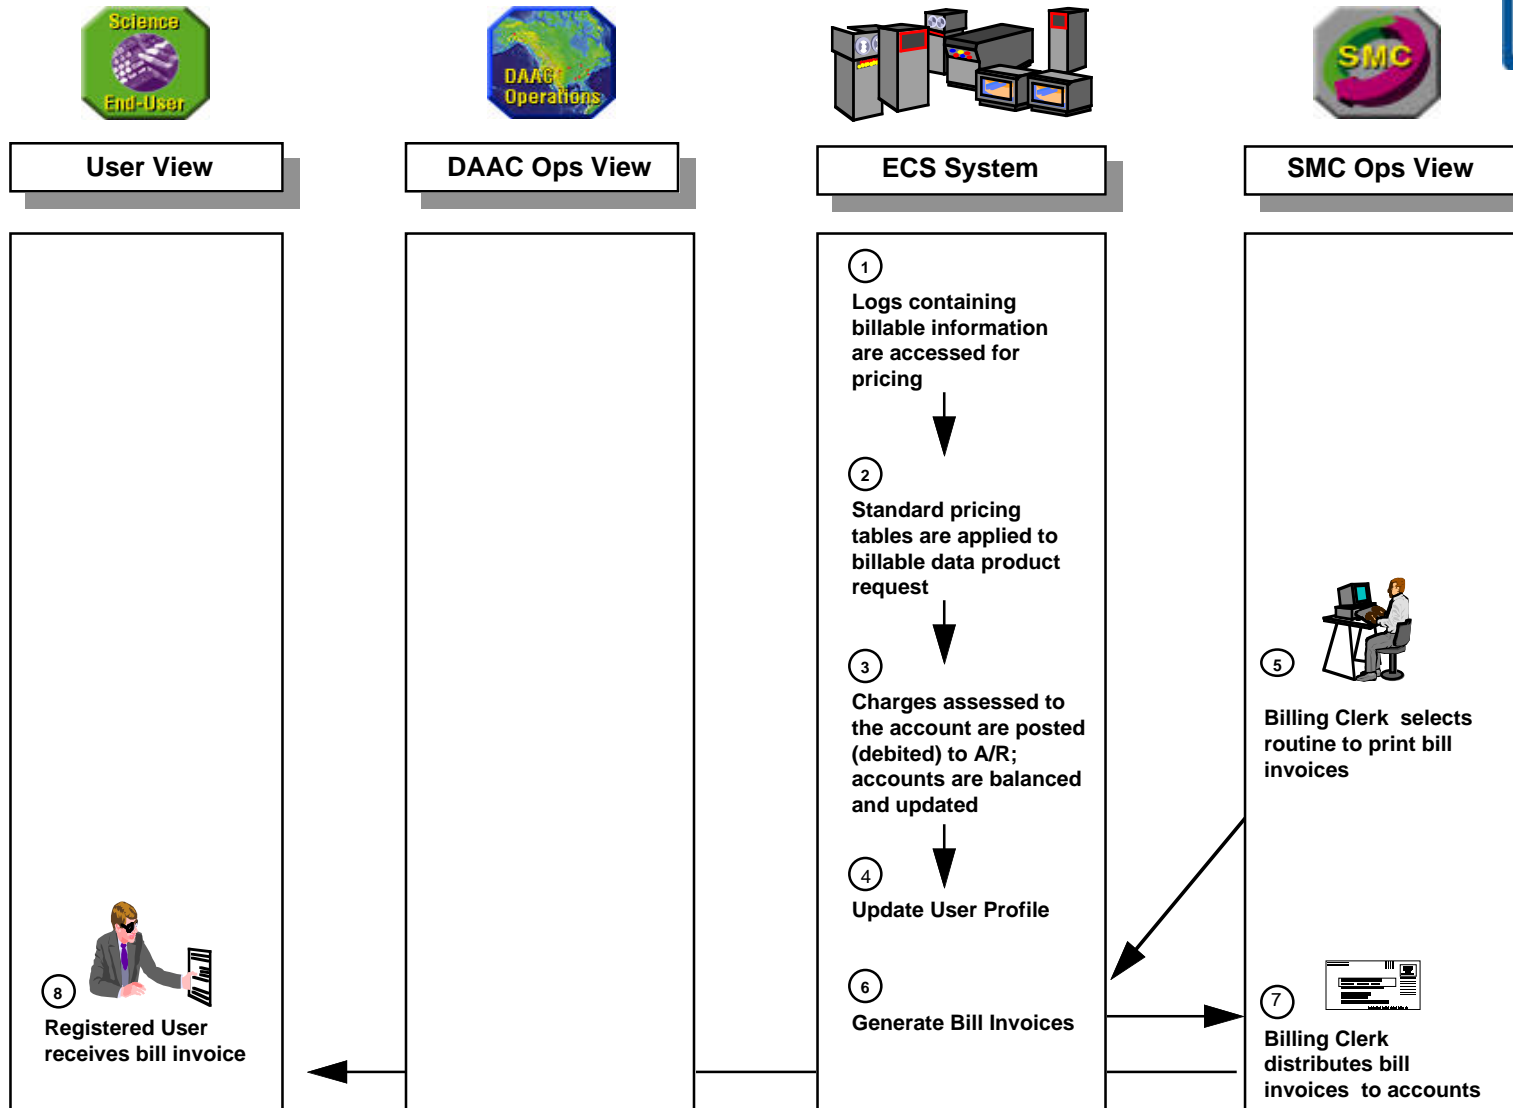 Science
End-User
DAAC
Operations
SMC
User View
DAAC Ops View
ECS System
SMC Ops View
1
Logs containing
billable information
are accessed for
pricing
2
Standard pricing
tables are applied to
billable data product
request
3
Charges assessed to
the account are posted
(debited) to A/R;
accounts are balanced
and updated
4
Update User Profile
5
Billing Clerk selects
routine to print bill
invoices
6
Generate Bill Invoices
7
Billing Clerk
distributes bill
invoices to accounts
8
Registered User
receives bill invoice